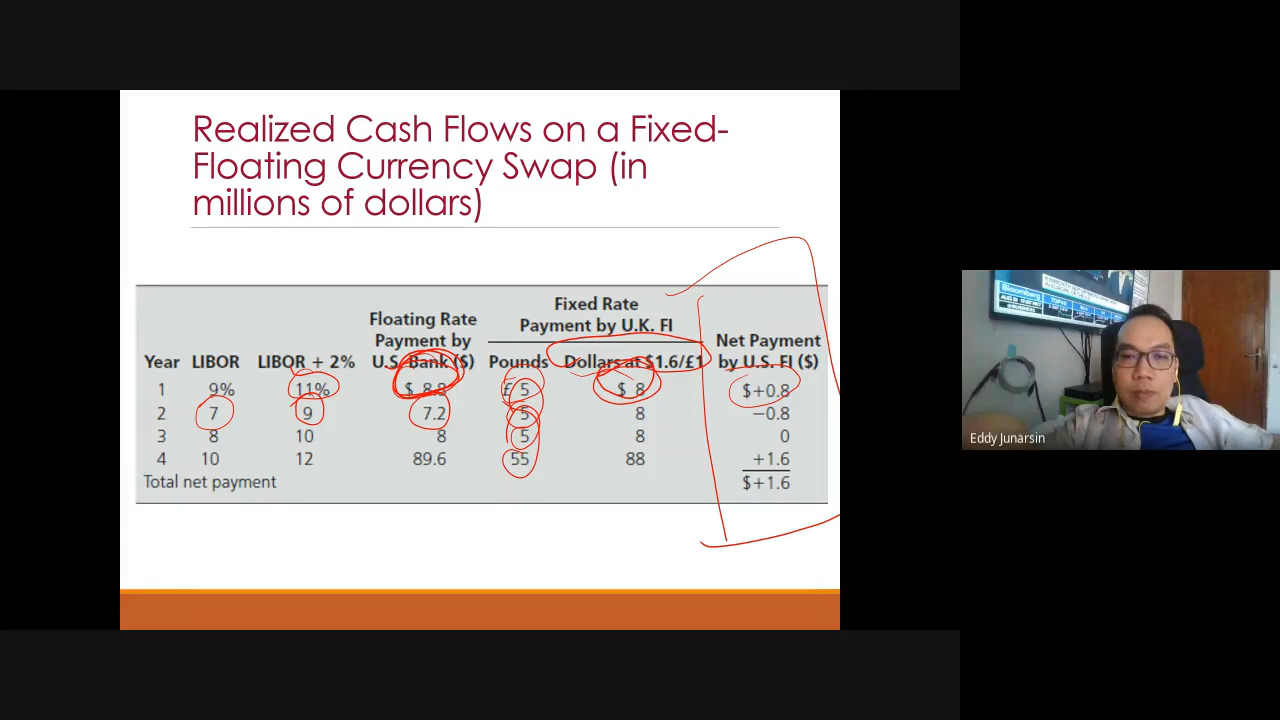 Realized Cash Flows on a Fixed-
Floating Currency Swap (in
millions of dollars)
Fixed Rate
Payment by U.K. FI
Floating Rate
Payment by
U.S. Bank ($)
Net Payment
by U.S. FI ($)
Year LIBOR LIBOR + 2% Pounds Dollars at $1.6/£1
1 9% 11% $ 8.8 £ 5 $ 8 $+0.8
2 7 9 7.2 5 8 −0.8
3 8 10 8 5 8 0
4 10 12 89.6 55 88 +1.6
Total net payment $+1.6
Bloomberg
Eddy Junarsin